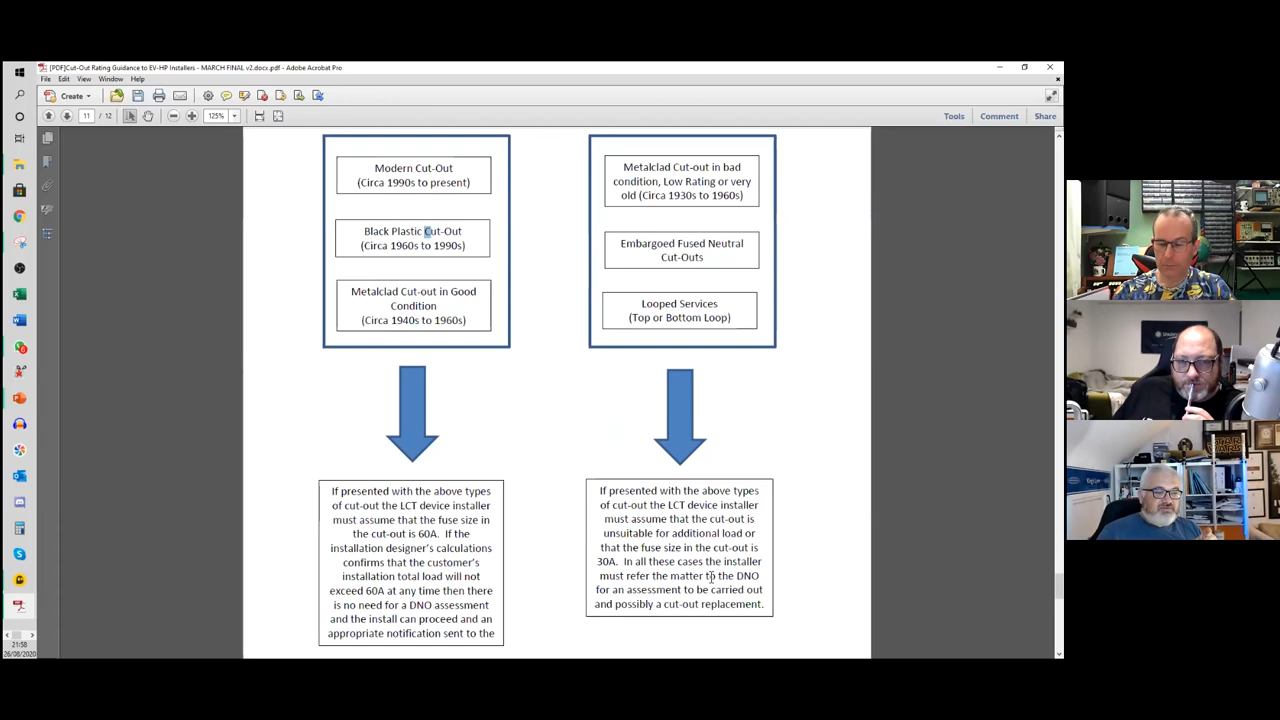 [PDF]Cut-Out Rating Guidance to EV-HP Installers - MARCH FINAL v2.docx.pdf - Adobe Acrobat Pro
File Edit View Window Help
Create
11 / 12
125%
Tools Comment Share
Modern Cut-Out
(Circa 1990s to present)
Black Plastic Cut-Out
(Circa 1960s to 1990s)
Metalclad Cut-out in Good
Condition
(Circa 1940s to 1960s)
Metalclad Cut-out in bad
condition, Low Rating or very
old (Circa 1930s to 1960s)
Embargoed Fused Neutral
Cut-Outs
Looped Services
(Top or Bottom Loop)
If presented with the above types
of cut-out the LCT device installer
must assume that the fuse size in
the cut-out is 60A. If the
installation designer's calculations
confirms that the customer's
installation total load will not
exceed 60A at any time then there
is no need for a DNO assessment
and the install can proceed and an
appropriate notification sent to the
If presented with the above types
of cut-out the LCT device installer
must assume that the cut-out is
unsuitable for additional load or
that the fuse size in the cut-out is
30A. In all these cases the installer
must refer the matter to the DNO
for an assessment to be carried out
and possibly a cut-out replacement.
STAR
WARS
21:58
26/08/2020